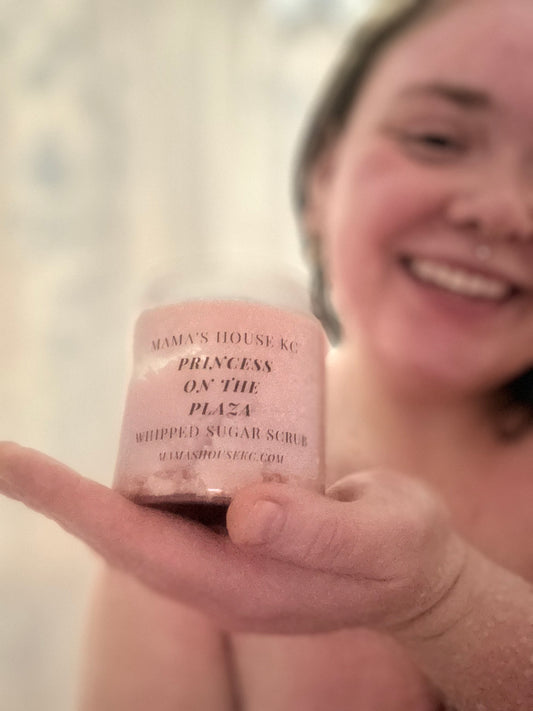 MAMA'S HOUSE KC
PRINCESS
ON THE
PLAZA
WHIPPED SUGAR SCRUB
MAMASHOUSEKC.COM